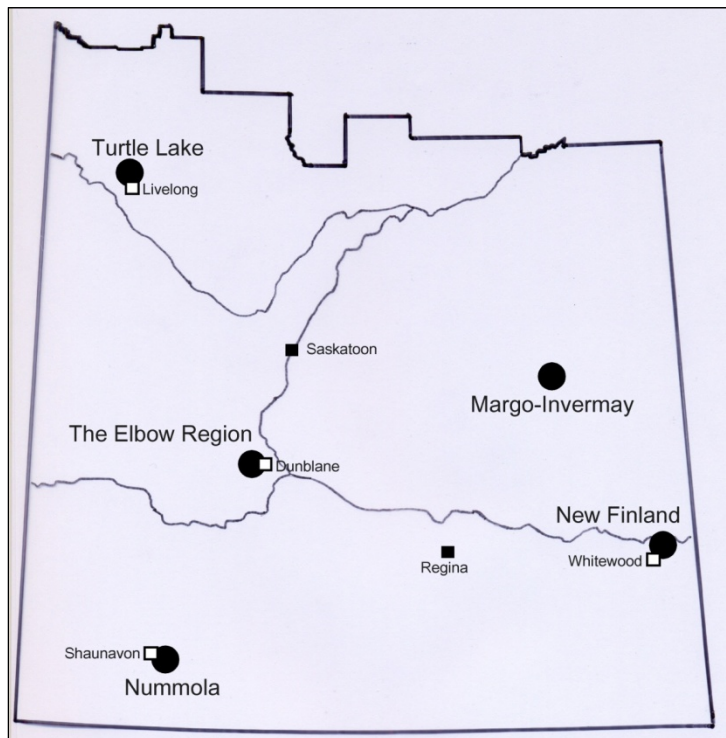 Turtle Lake
Livelong
Saskatoon
Margo-Invermay
The Elbow Region
Dunblane
New Finland
Whitewood
Regina
Shaunavon
Nummola